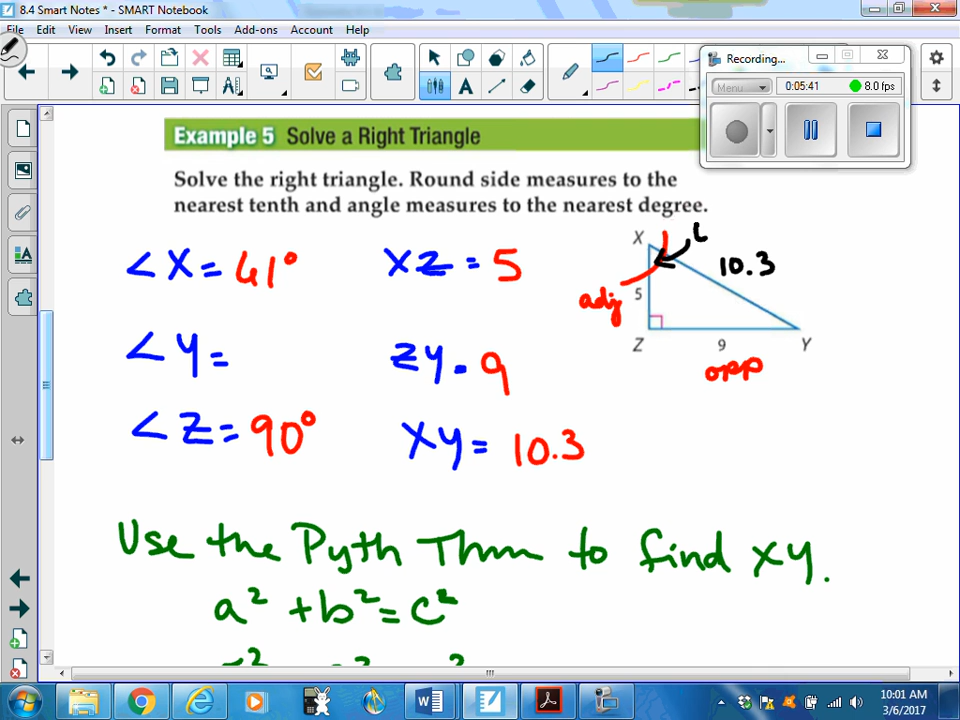 8.4 Smart Notes * - SMART Notebook
File Edit View Insert Format Tools Add-ons Account Help
Recording...
Menu 0:05:41 8.0 fps
Example 5 Solve a Right Triangle
Solve the right triangle. Round side measures to the
nearest tenth and angle measures to the nearest degree.
<X = 41° XZ = 5
<Y = ZY = 9
<Z = 90° XY = 10.3
X
10.3
adj 5
Z 9 Y
opp
Use the Pyth Thm to find XY.
a² + b² = c²
10:01 AM
3/6/2017